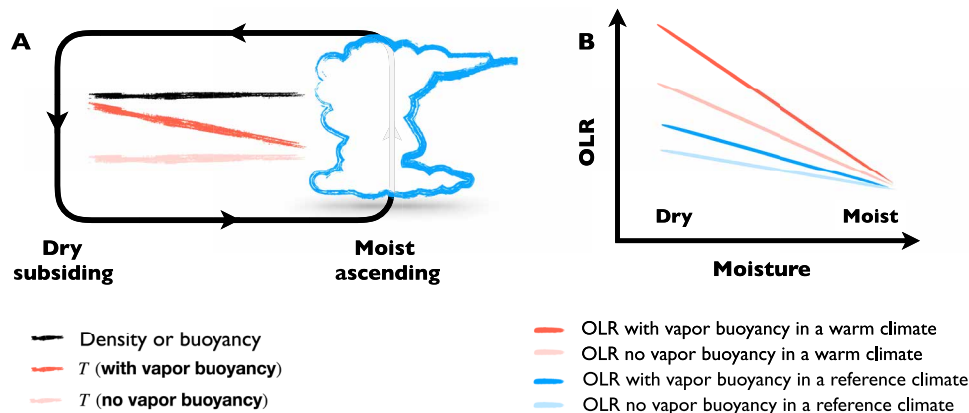 A
Dry
subsiding
Moist
ascending
Density or buoyancy
T (with vapor buoyancy)
T (no vapor buoyancy)
B
OLR
Dry
Moist
Moisture
OLR with vapor buoyancy in a warm climate
OLR no vapor buoyancy in a warm climate
OLR with vapor buoyancy in a reference climate
OLR no vapor buoyancy in a reference climate